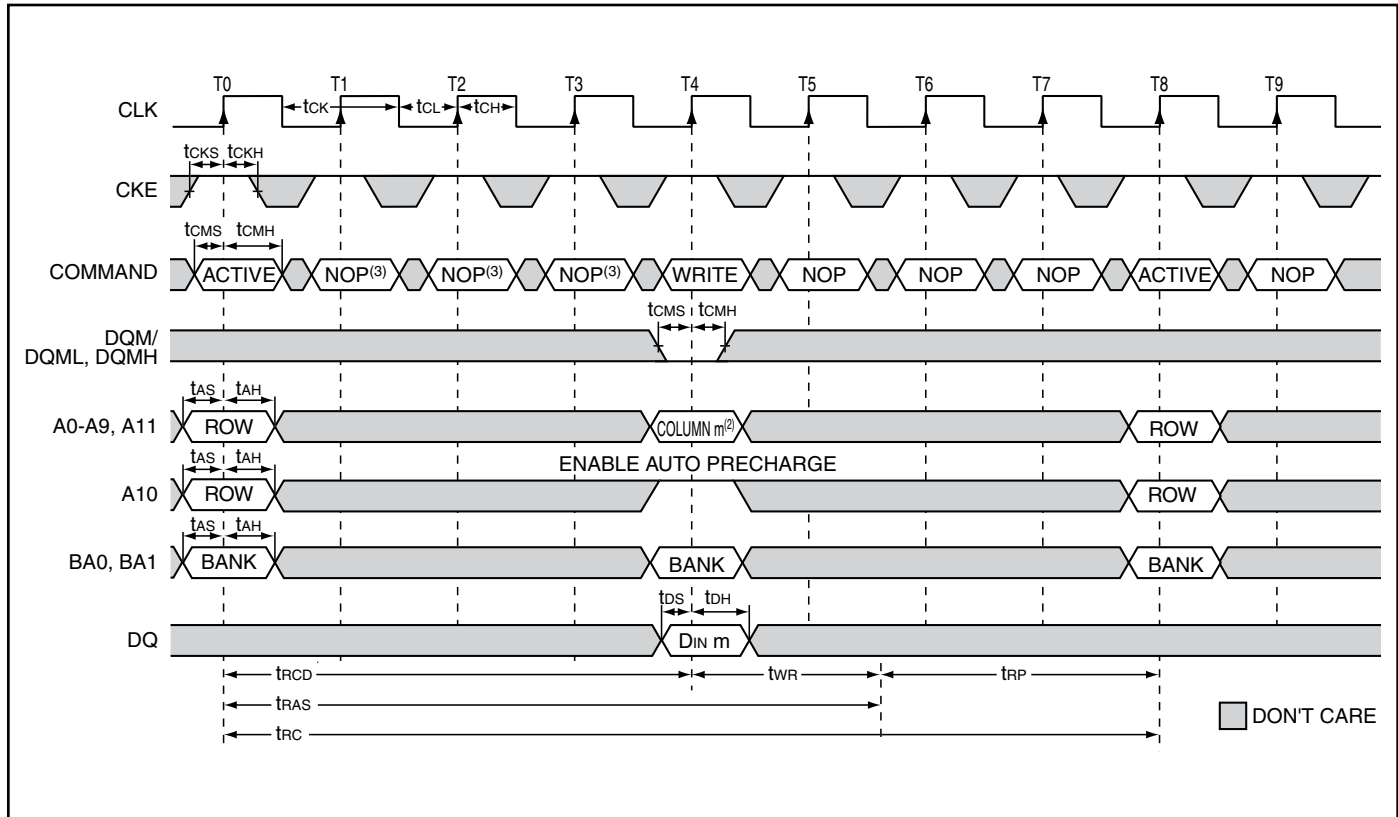 T0 T1 T2 T3 T4 T5 T6 T7 T8 T9
CLK
tCK tCL tCH
tCKS tCKH
CKE
tCMS tCMH
COMMAND ACTIVE NOP(3) NOP(3) NOP(3) WRITE NOP NOP NOP ACTIVE NOP
tCMS tCMH
DQM/
DQML, DQMH
tAS tAH
A0-A9, A11 ROW COLUMN m(2) ROW
tAS tAH ENABLE AUTO PRECHARGE
A10 ROW ROW
tAS tAH
BA0, BA1 BANK BANK BANK
tDS tDH
DQ DIN m
tRCD tWR tRP
tRAS
DON'T CARE
tRC